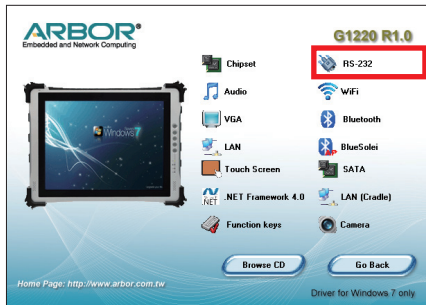 ARBOR®
Embedded and Network Computing
G1220 R1.0
Chipset
RS-232
Audio
WiFi
VGA
Bluetooth
LAN
BlueSolei
Touch Screen
SATA
.NET Framework 4.0
LAN (Cradle)
Function keys
Camera
Windows 7
.NET
Browse CD
Go Back
Home Page: http://www.arbor.com.tw
Driver for Windows 7 only